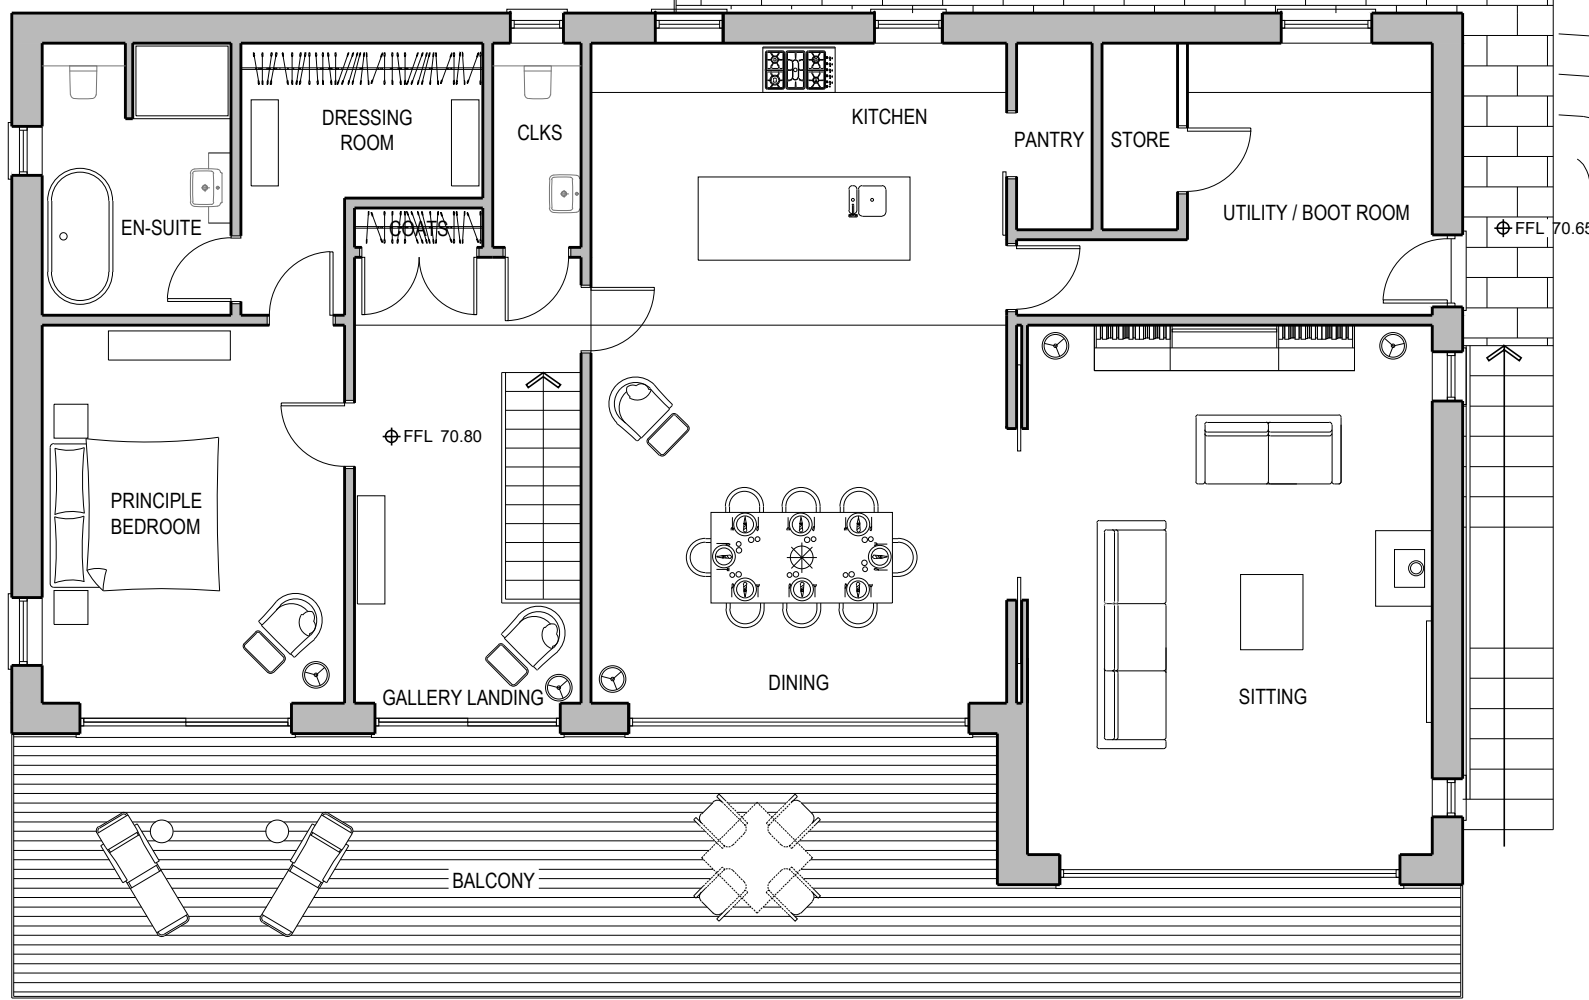 DRESSING
ROOM
CLKS
KITCHEN
PANTRY
STORE
EN-SUITE
COATS
UTILITY / BOOT ROOM
FFL 70.65
FFL 70.80
PRINCIPLE
BEDROOM
GALLERY LANDING
DINING
SITTING
BALCONY